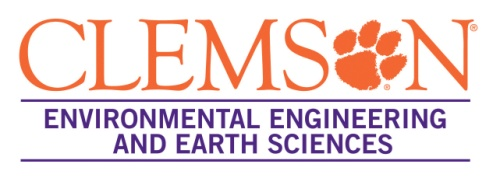 CLEMSON®
ENVIRONMENTAL ENGINEERING
AND EARTH SCIENCES